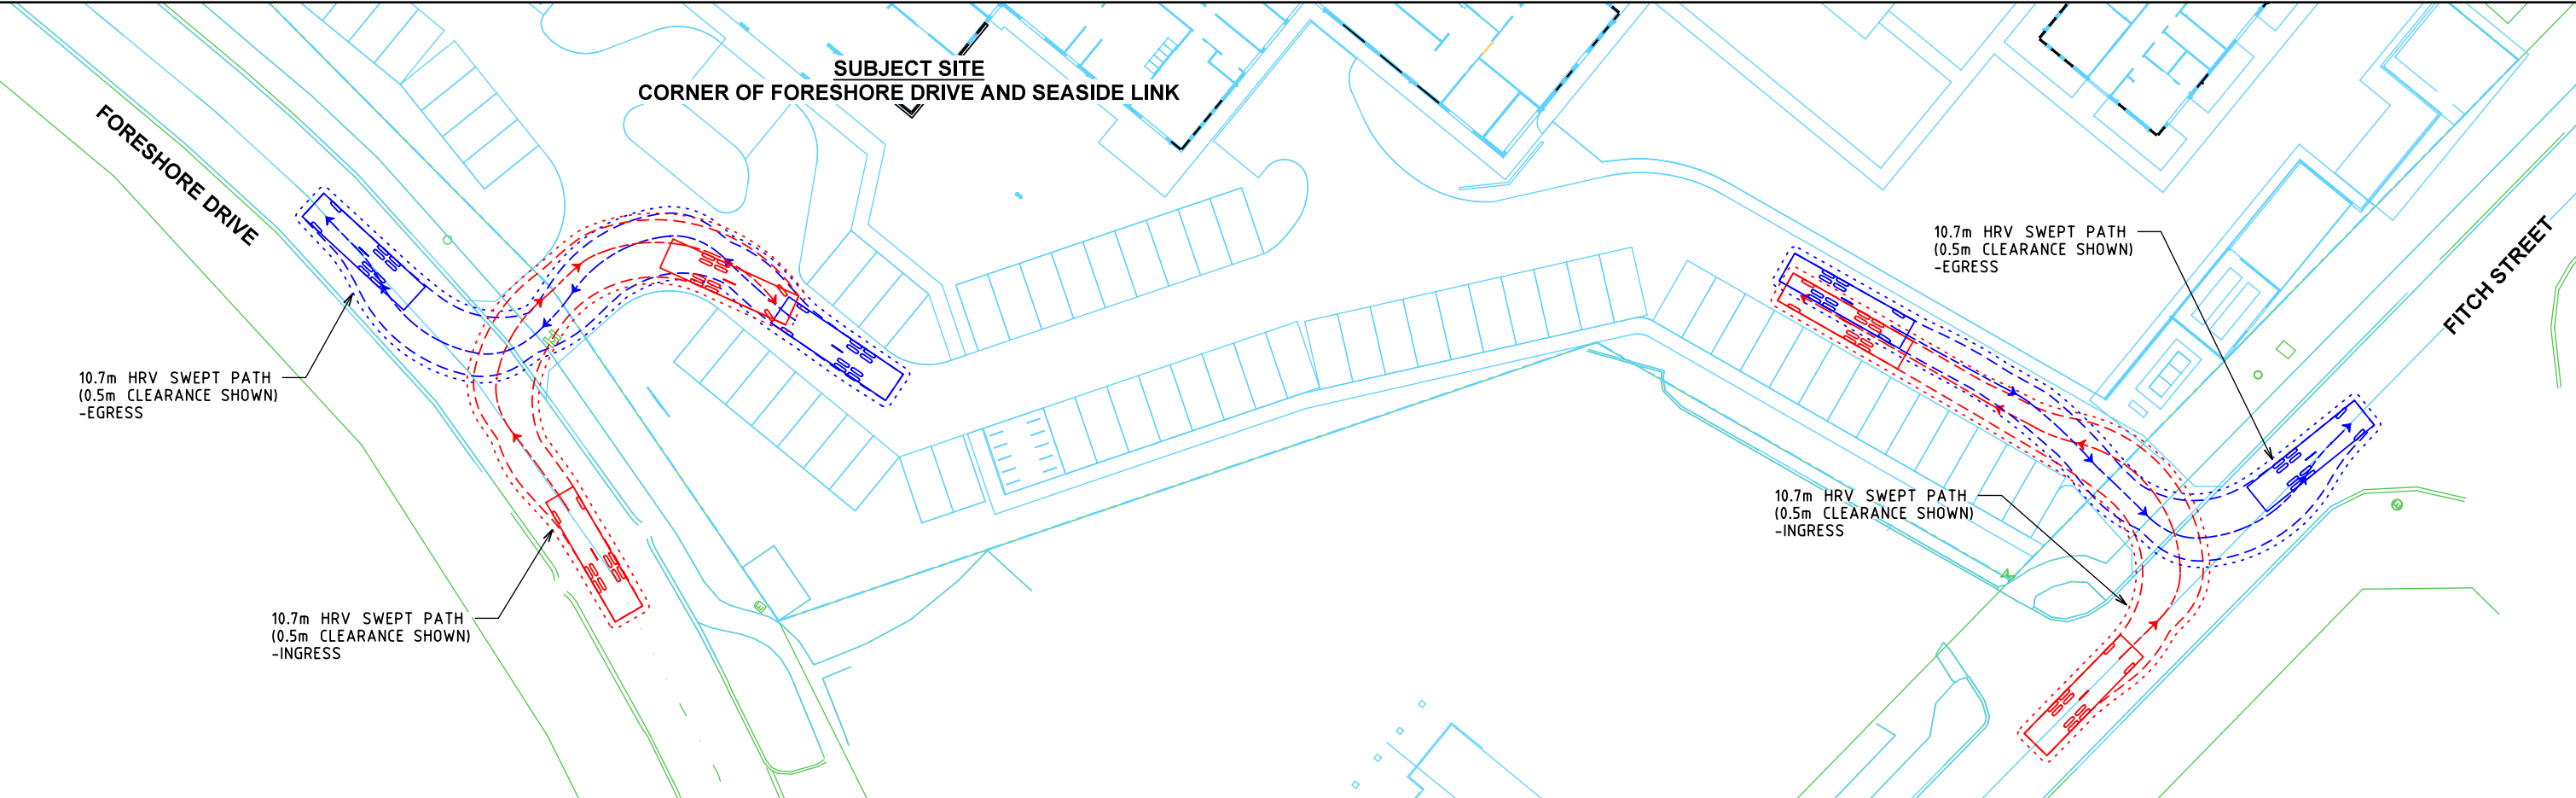 SUBJECT SITE
CORNER OF FORESHORE DRIVE AND SEASIDE LINK
FORESHORE DRIVE
10.7m HRV SWEPT PATH
(0.5m CLEARANCE SHOWN)
-EGRESS
10.7m HRV SWEPT PATH
(0.5m CLEARANCE SHOWN)
-INGRESS
10.7m HRV SWEPT PATH
(0.5m CLEARANCE SHOWN)
-EGRESS
FITCH STREET
10.7m HRV SWEPT PATH
(0.5m CLEARANCE SHOWN)
-INGRESS